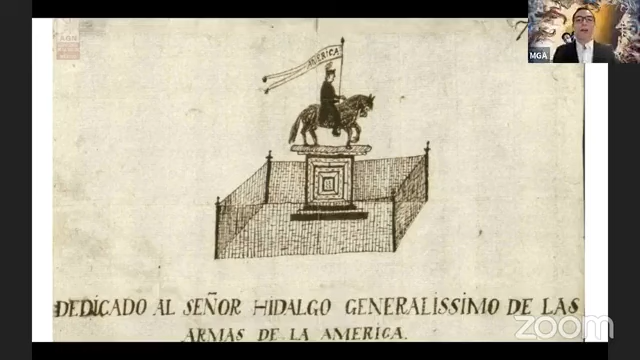 MGA
AMERICA
DEDICADO AL SEÑOR HIDALGO GENERALISSIMO DE LAS
ARMAS DE LA AMERICA.
zoom